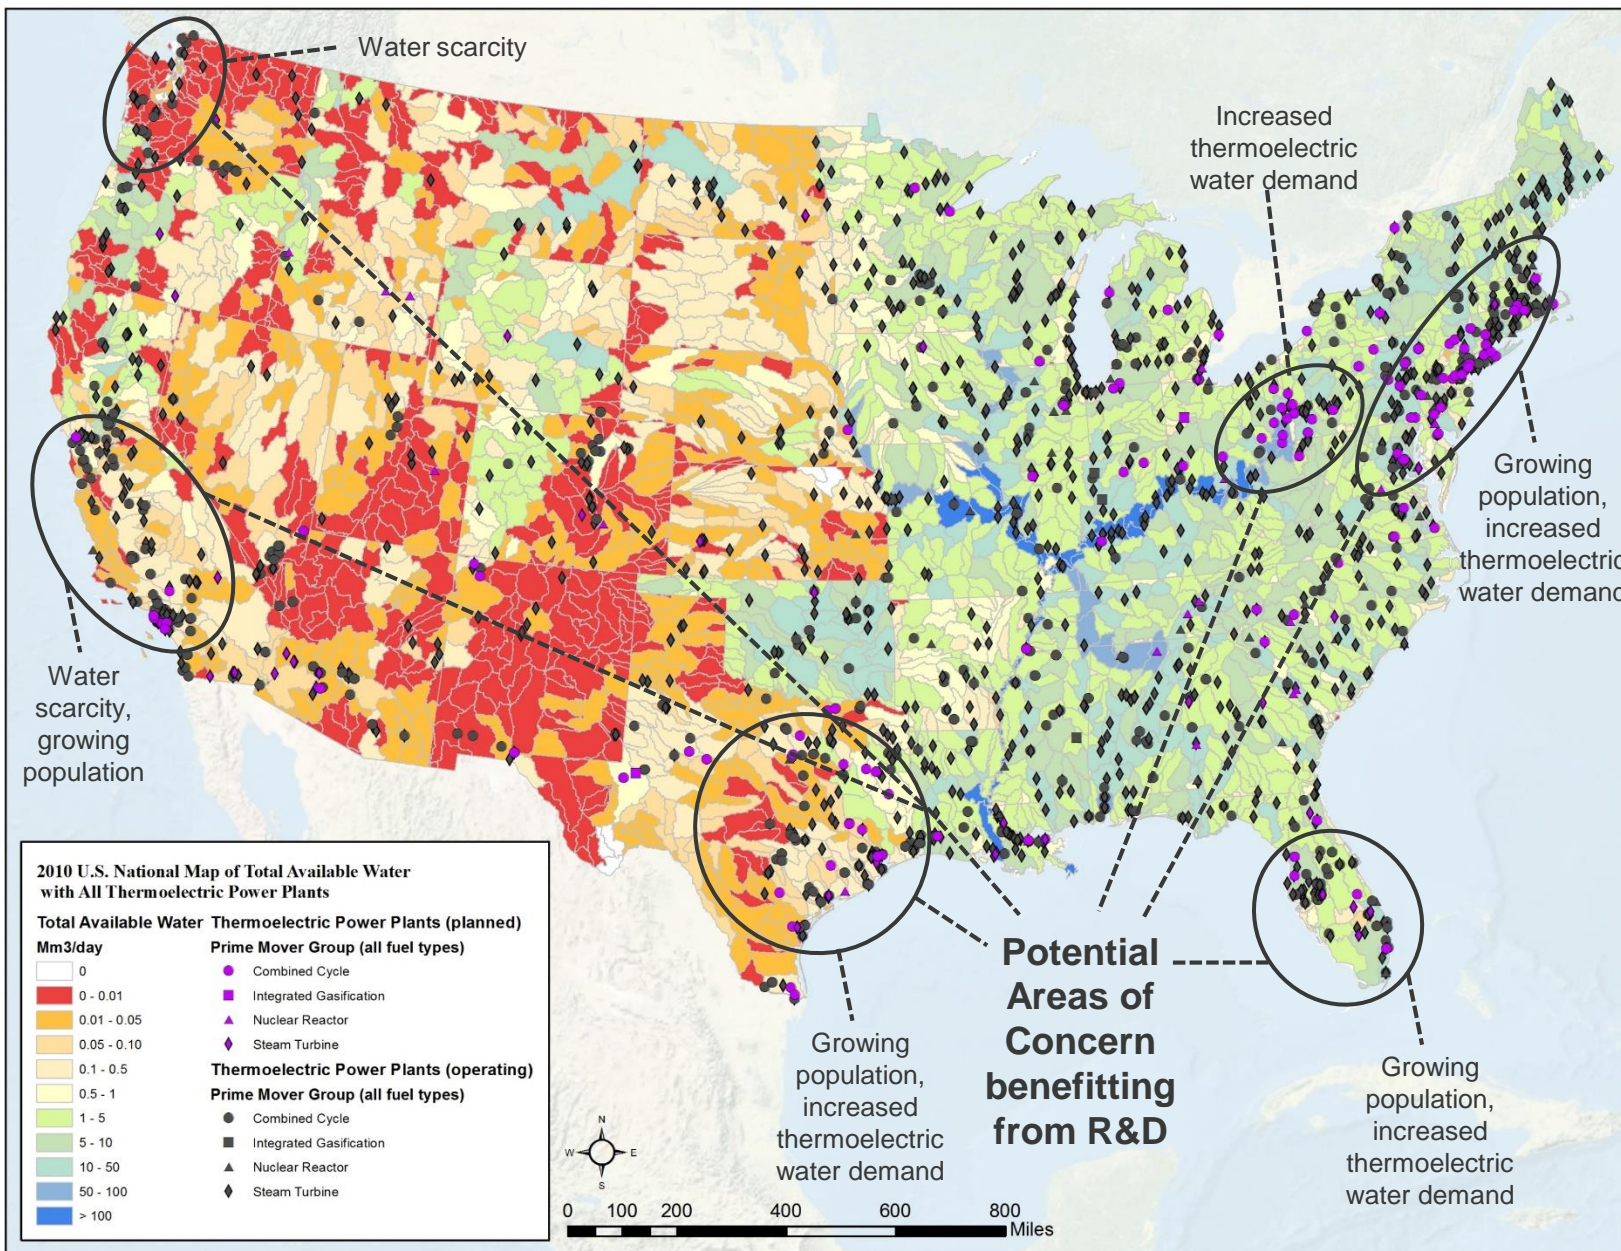 Water scarcity
Increased
thermoelectric
water demand
Growing
population,
increased
thermoelectric
water demand
Water
scarcity,
growing
population
Potential
Areas of
Concern
benefitting
from R&D
Growing
population,
increased
thermoelectric
water demand
Growing
population,
increased
thermoelectric
water demand
2010 U.S. National Map of Total Available Water
with All Thermoelectric Power Plants
Total Available Water
Mm3/day
0
0 - 0.01
0.01 - 0.05
0.05 - 0.10
0.1 - 0.5
0.5 - 1
1 - 5
5 - 10
10 - 50
50 - 100
> 100
Thermoelectric Power Plants (planned)
Prime Mover Group (all fuel types)
Combined Cycle
Integrated Gasification
Nuclear Reactor
Steam Turbine
Thermoelectric Power Plants (operating)
Prime Mover Group (all fuel types)
Combined Cycle
Integrated Gasification
Nuclear Reactor
Steam Turbine
N
W E
S
0 100 200 400 600 800
Miles